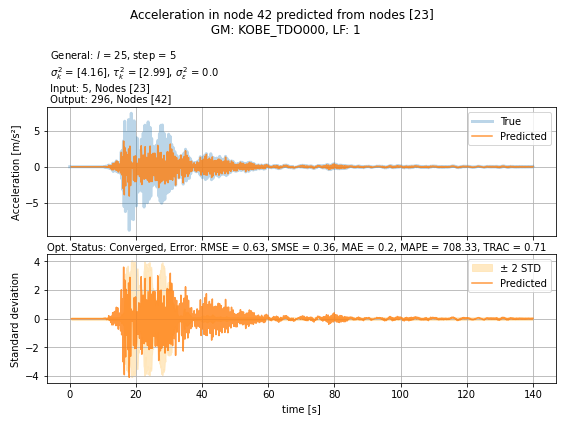 Acceleration in node 42 predicted from nodes [23]
GM: KOBE_TDO000, LF: 1
General: l = 25, step = 5
σ²ₖ = [4.16], τ²ₖ = [2.99], σ²ₑ = 0.0
Input: 5, Nodes [23]
Output: 296, Nodes [42]
Acceleration [m/s²]
5
0
−5
True
Predicted
Opt. Status: Converged, Error: RMSE = 0.63, SMSE = 0.36, MAE = 0.2, MAPE = 708.33, TRAC = 0.71
Standard deviation
4
2
0
−2
−4
± 2 STD
Predicted
0 20 40 60 80 100 120 140
time [s]